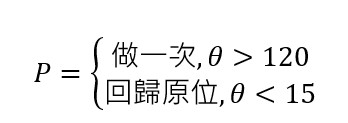 P = { 做一次, θ > 120
回歸原位, θ < 15